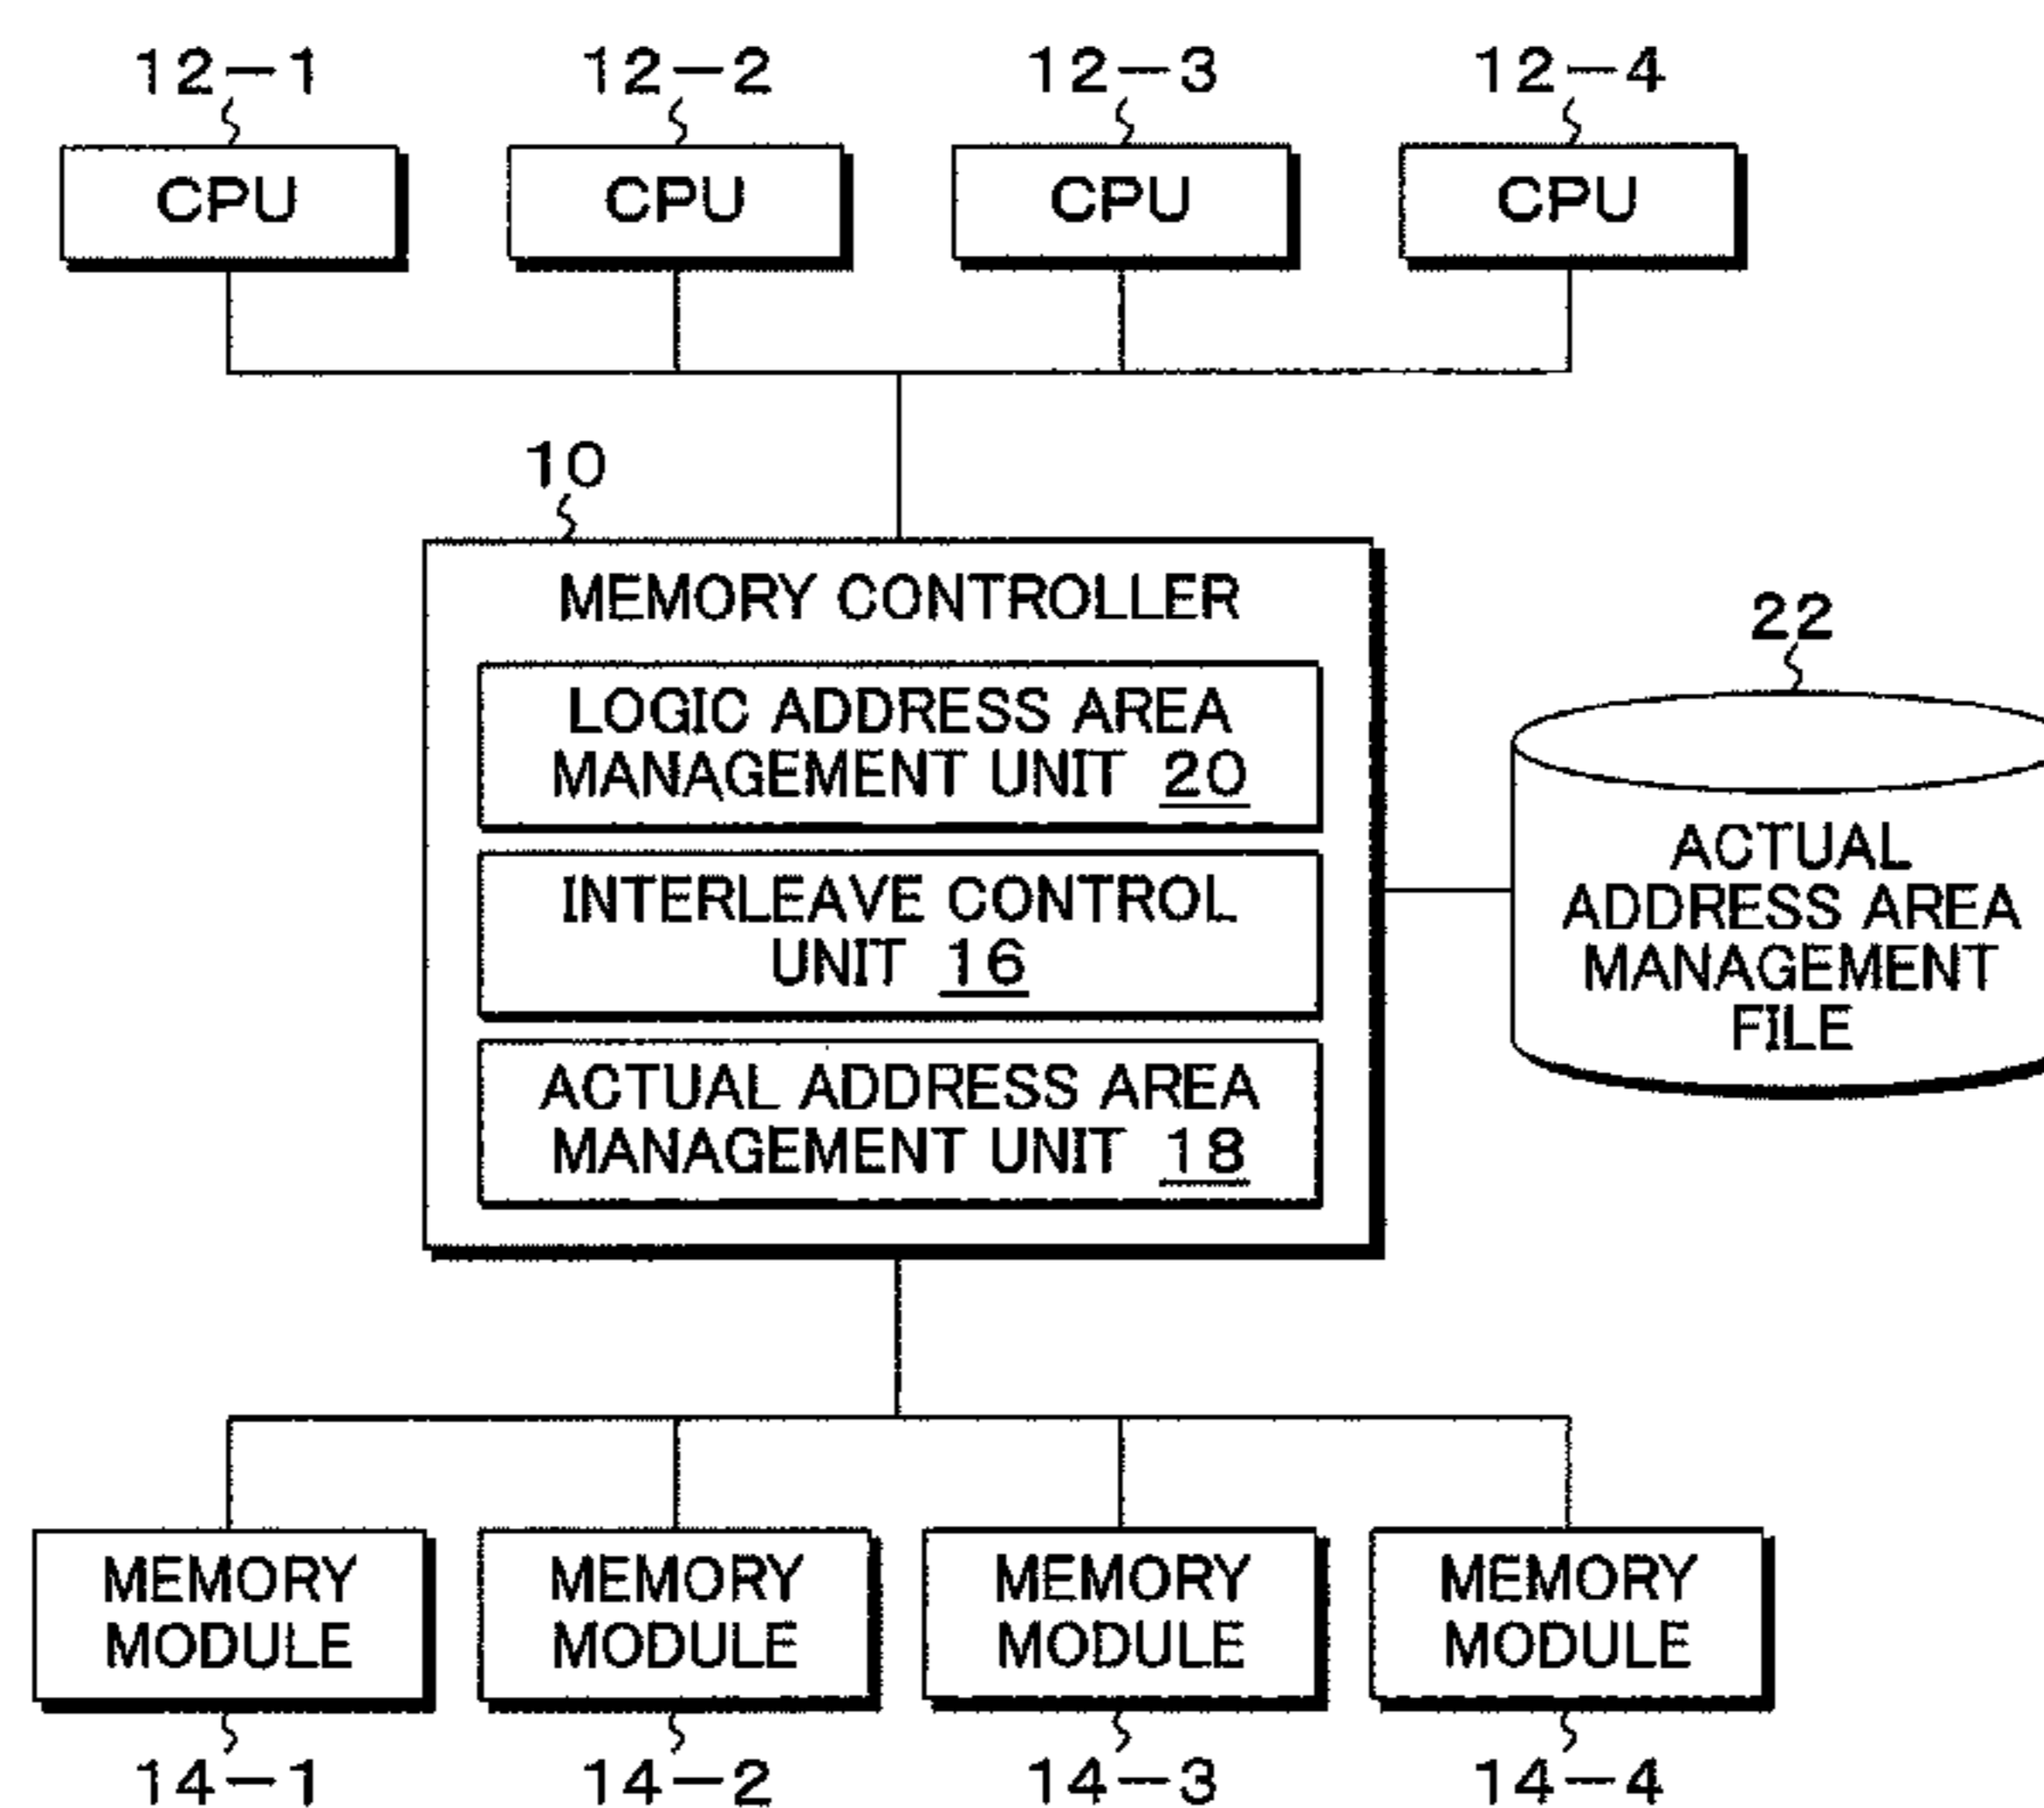 12-1 12-2 12-3 12-4
CPU CPU CPU CPU
10
MEMORY CONTROLLER
LOGIC ADDRESS AREA
MANAGEMENT UNIT 20
INTERLEAVE CONTROL
UNIT 16
ACTUAL ADDRESS AREA
MANAGEMENT UNIT 18
22
ACTUAL
ADDRESS AREA
MANAGEMENT
FILE
MEMORY
MODULE
MEMORY
MODULE
MEMORY
MODULE
MEMORY
MODULE
14-1 14-2 14-3 14-4